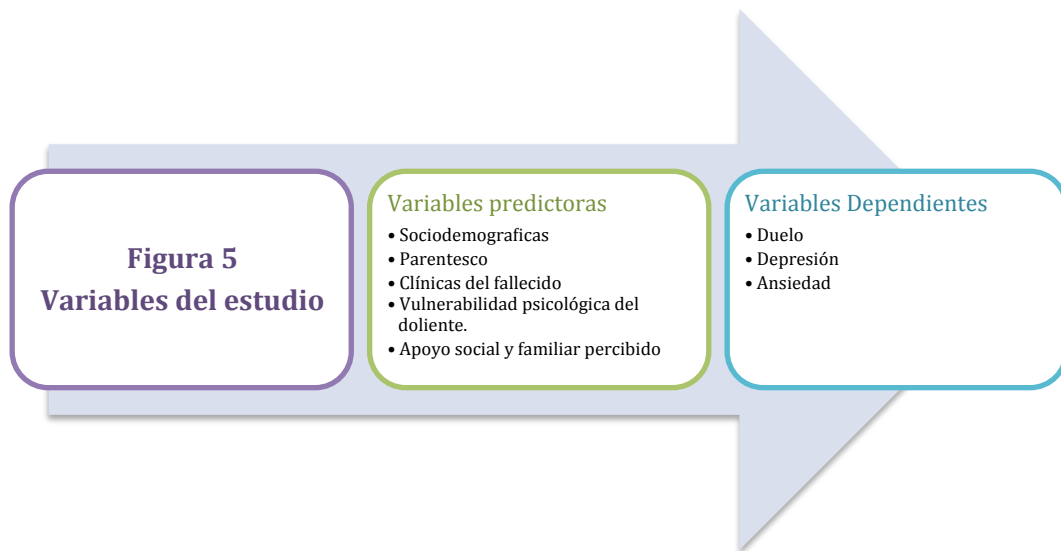 Figura 5
Variables del estudio
Variables predictoras
• Sociodemograficas
• Parentesco
• Clínicas del fallecido
• Vulnerabilidad psicológica del
doliente.
• Apoyo social y familiar percibido
Variables Dependientes
• Duelo
• Depresión
• Ansiedad